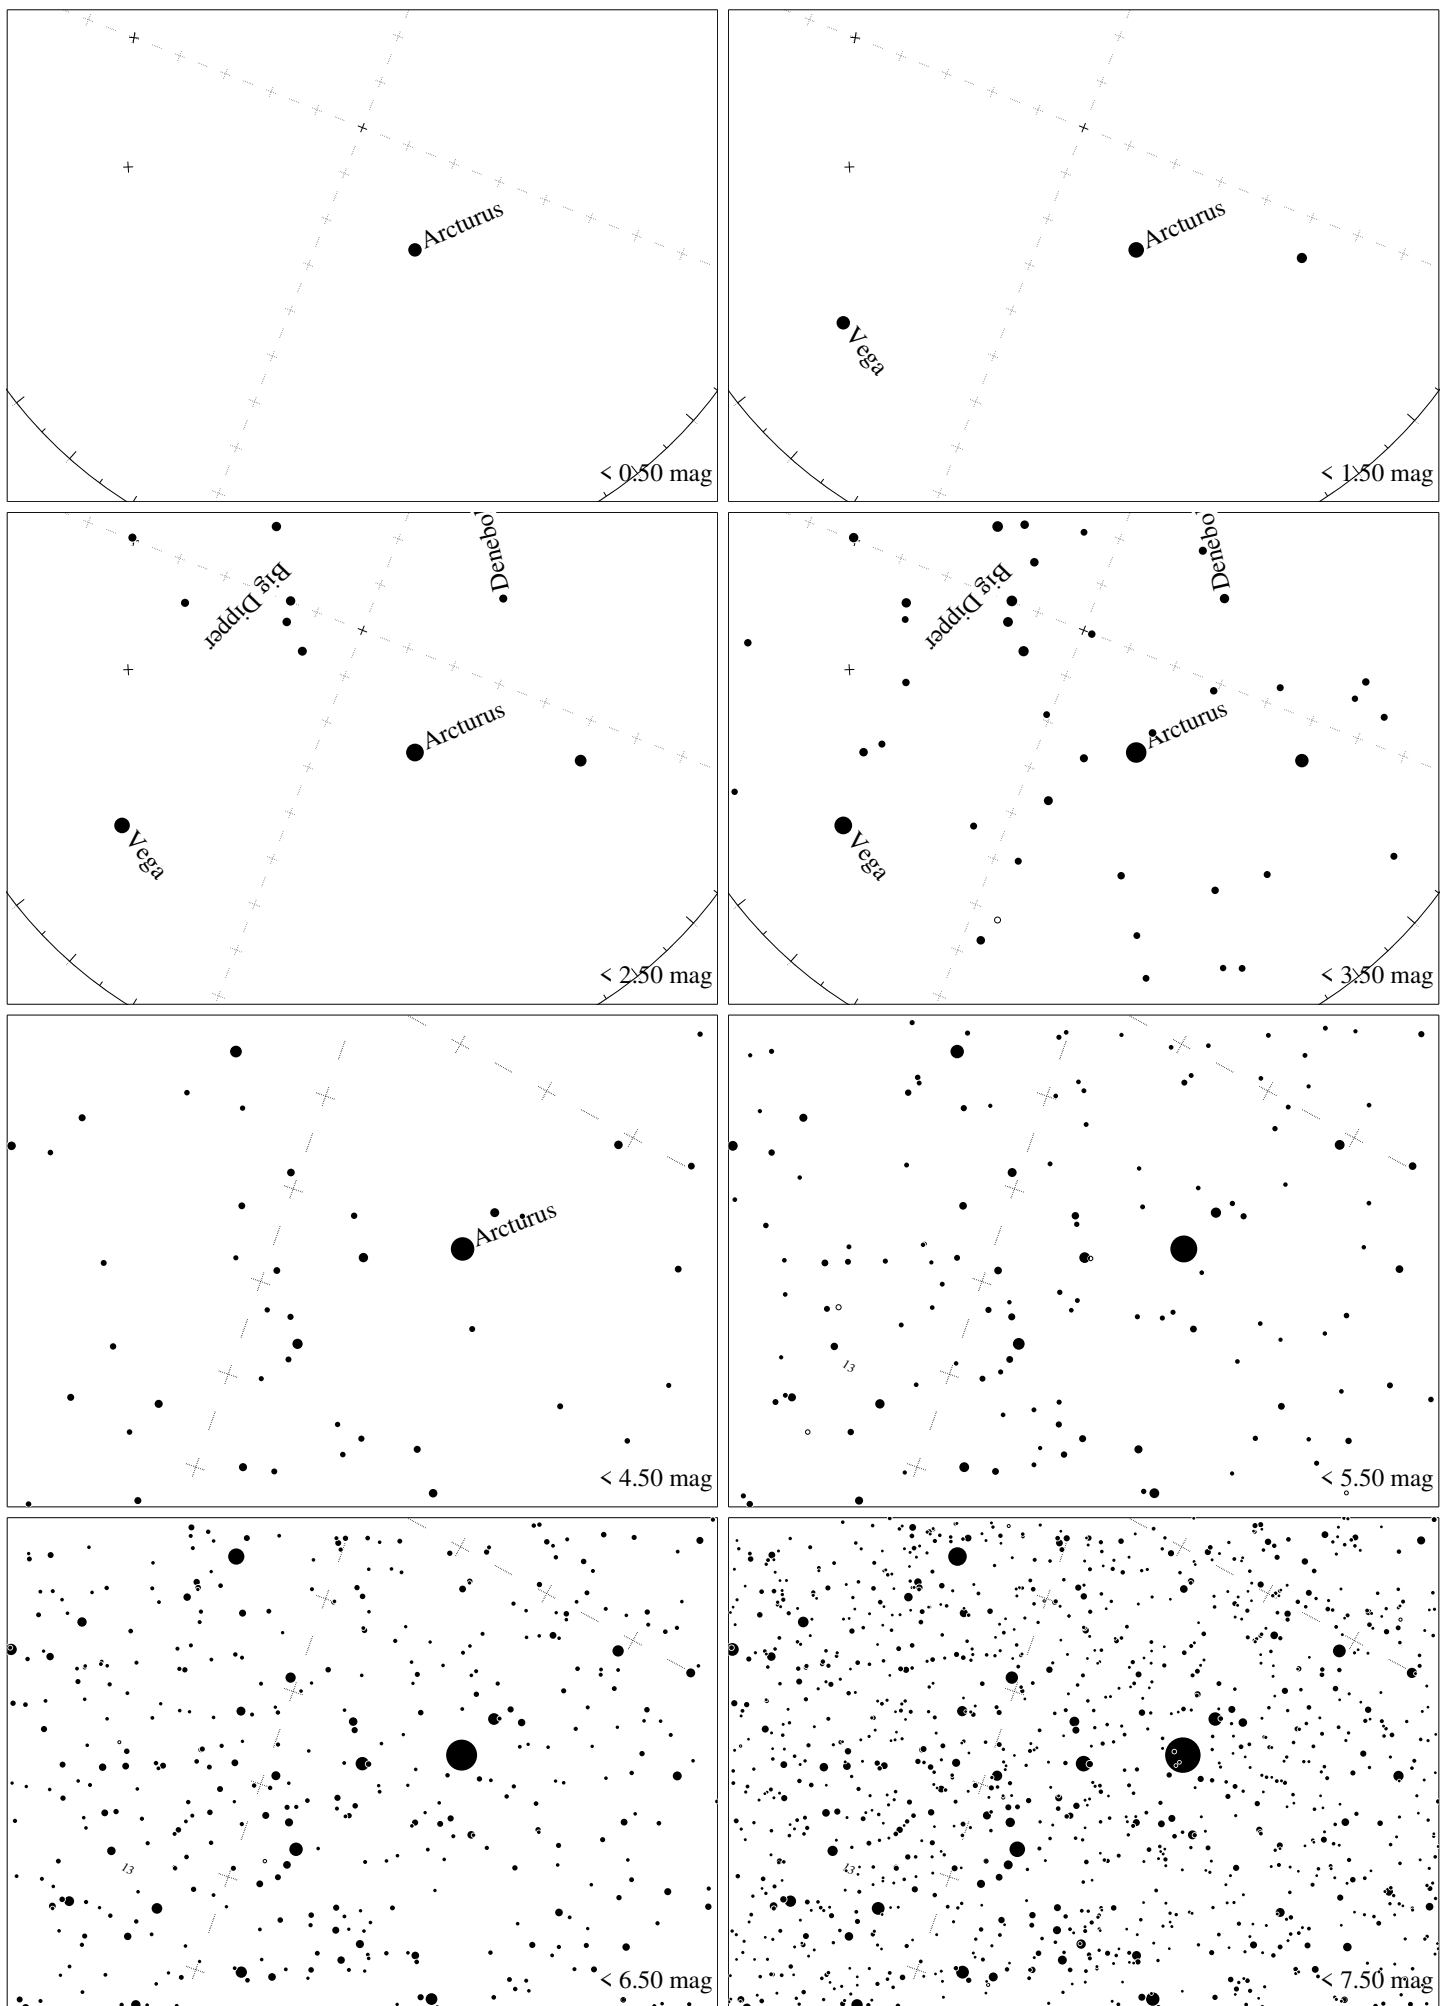 Arcturus
< 0.50 mag
Arcturus
Vega
< 1.50 mag
Denebo
Big Dipper
Arcturus
Vega
< 2.50 mag
Denebo
Big Dipper
Arcturus
Vega
< 3.50 mag
Arcturus
< 4.50 mag
13
< 5.50 mag
13
< 6.50 mag
13
< 7.50 mag